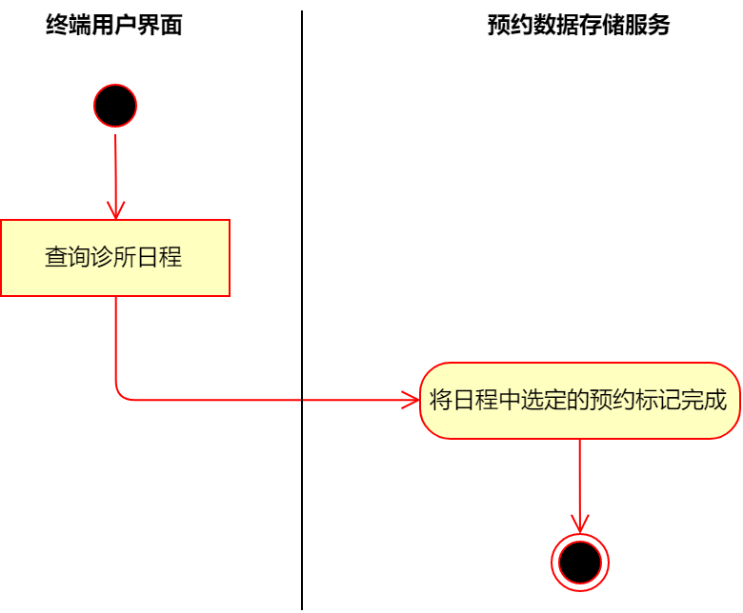 终端用户界面
预约数据存储服务
查询诊所日程
将日程中选定的预约标记完成